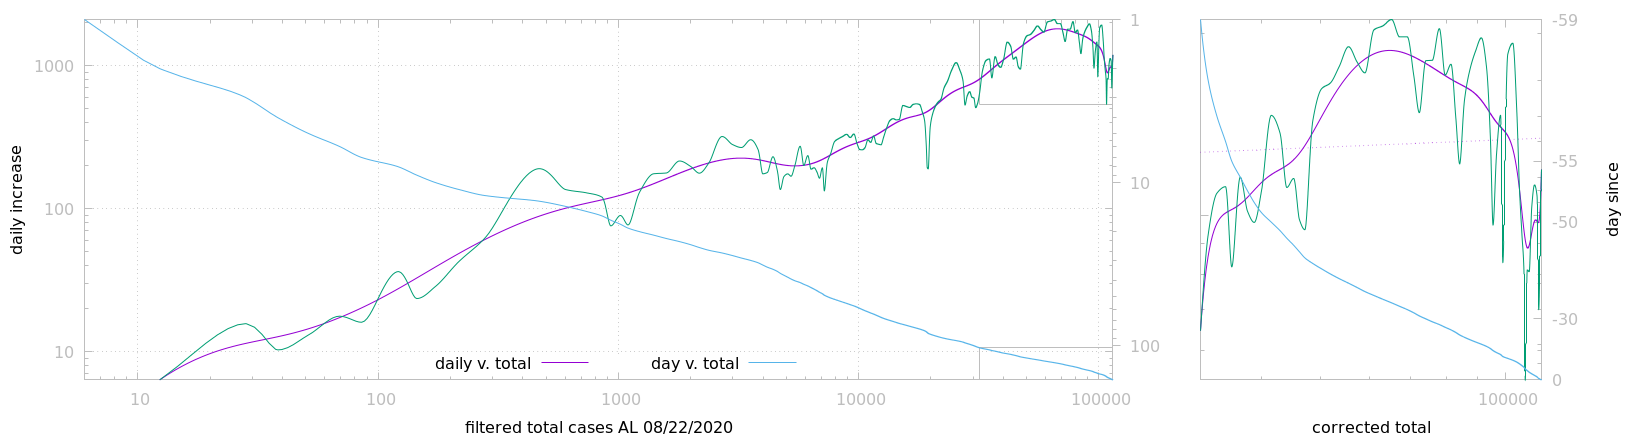 daily increase
1000
100
10
daily v. total
day v. total
10
100
1000
10000
100000
filtered total cases AL 08/22/2020
1
10
100
100000
corrected total
-59
-55
-50
-30
0
day since